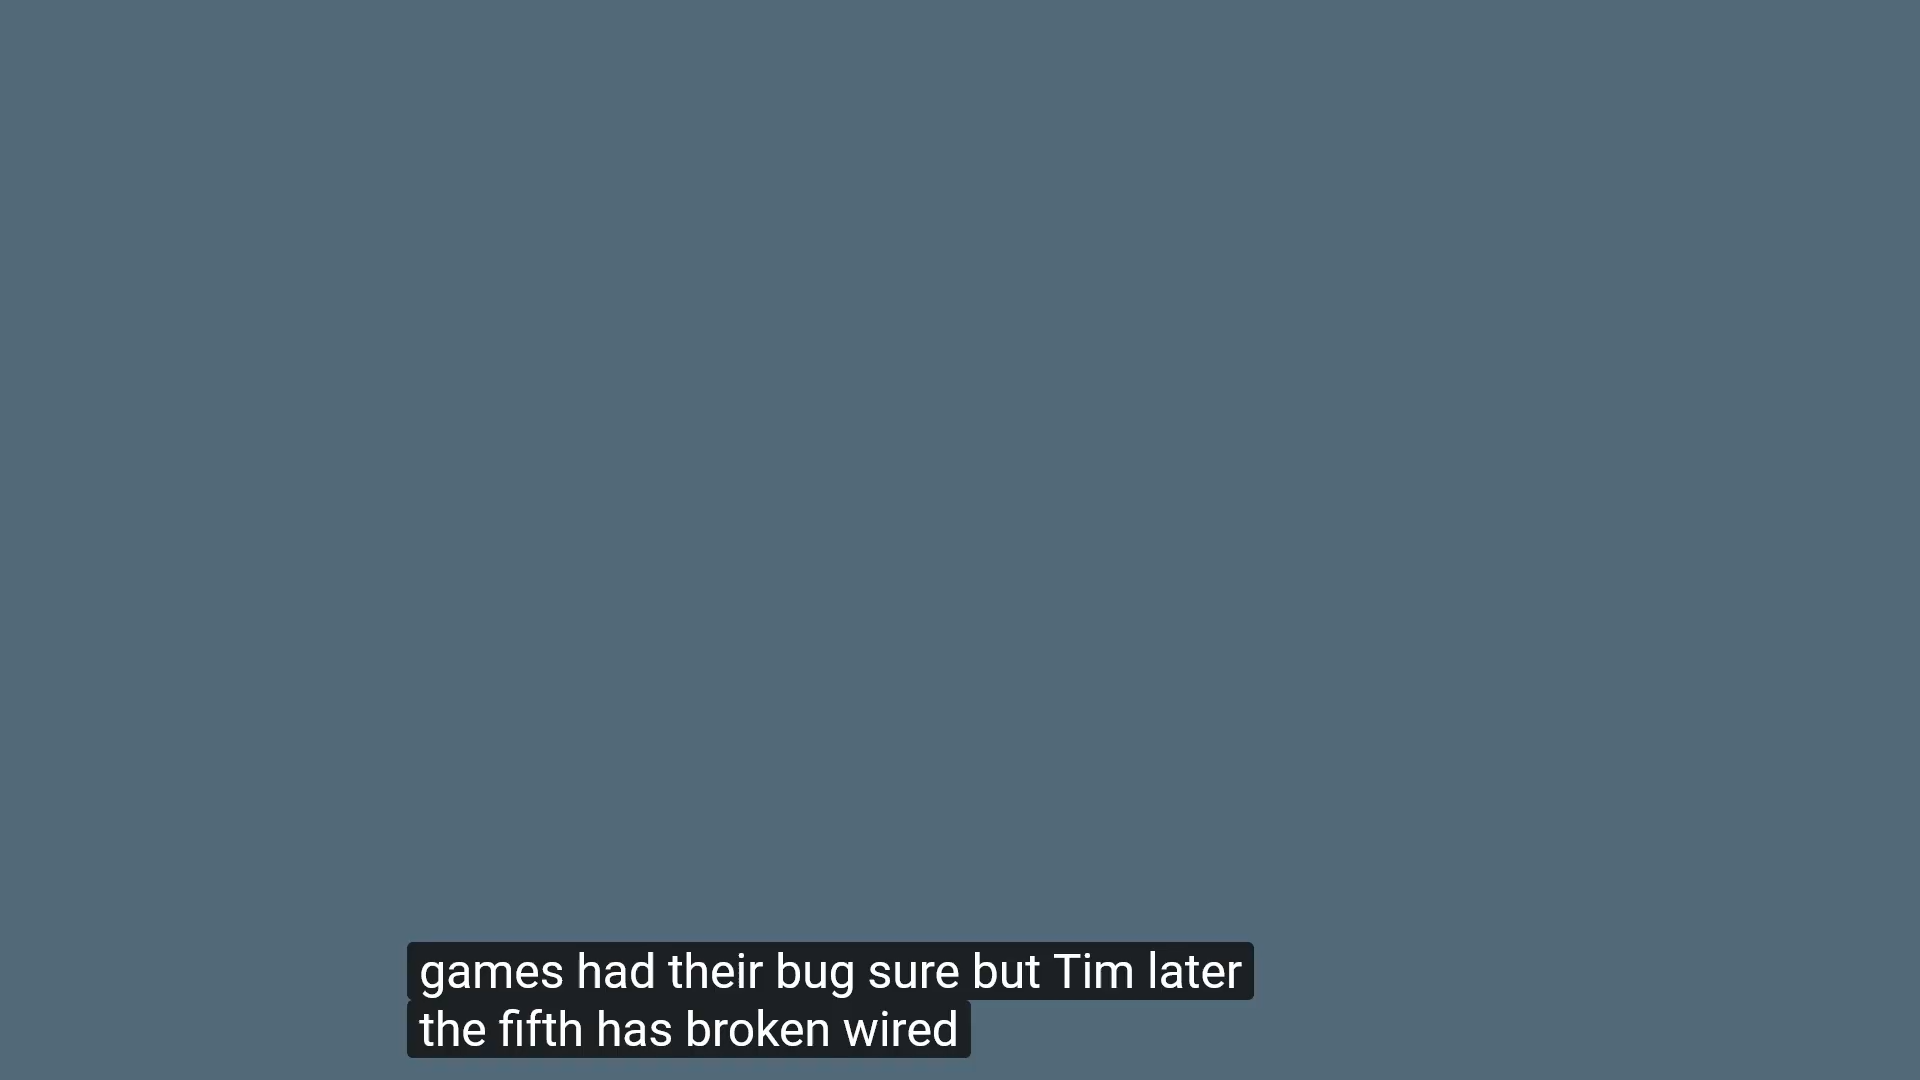 games had their bug sure but Tim later
the fifth has broken wired